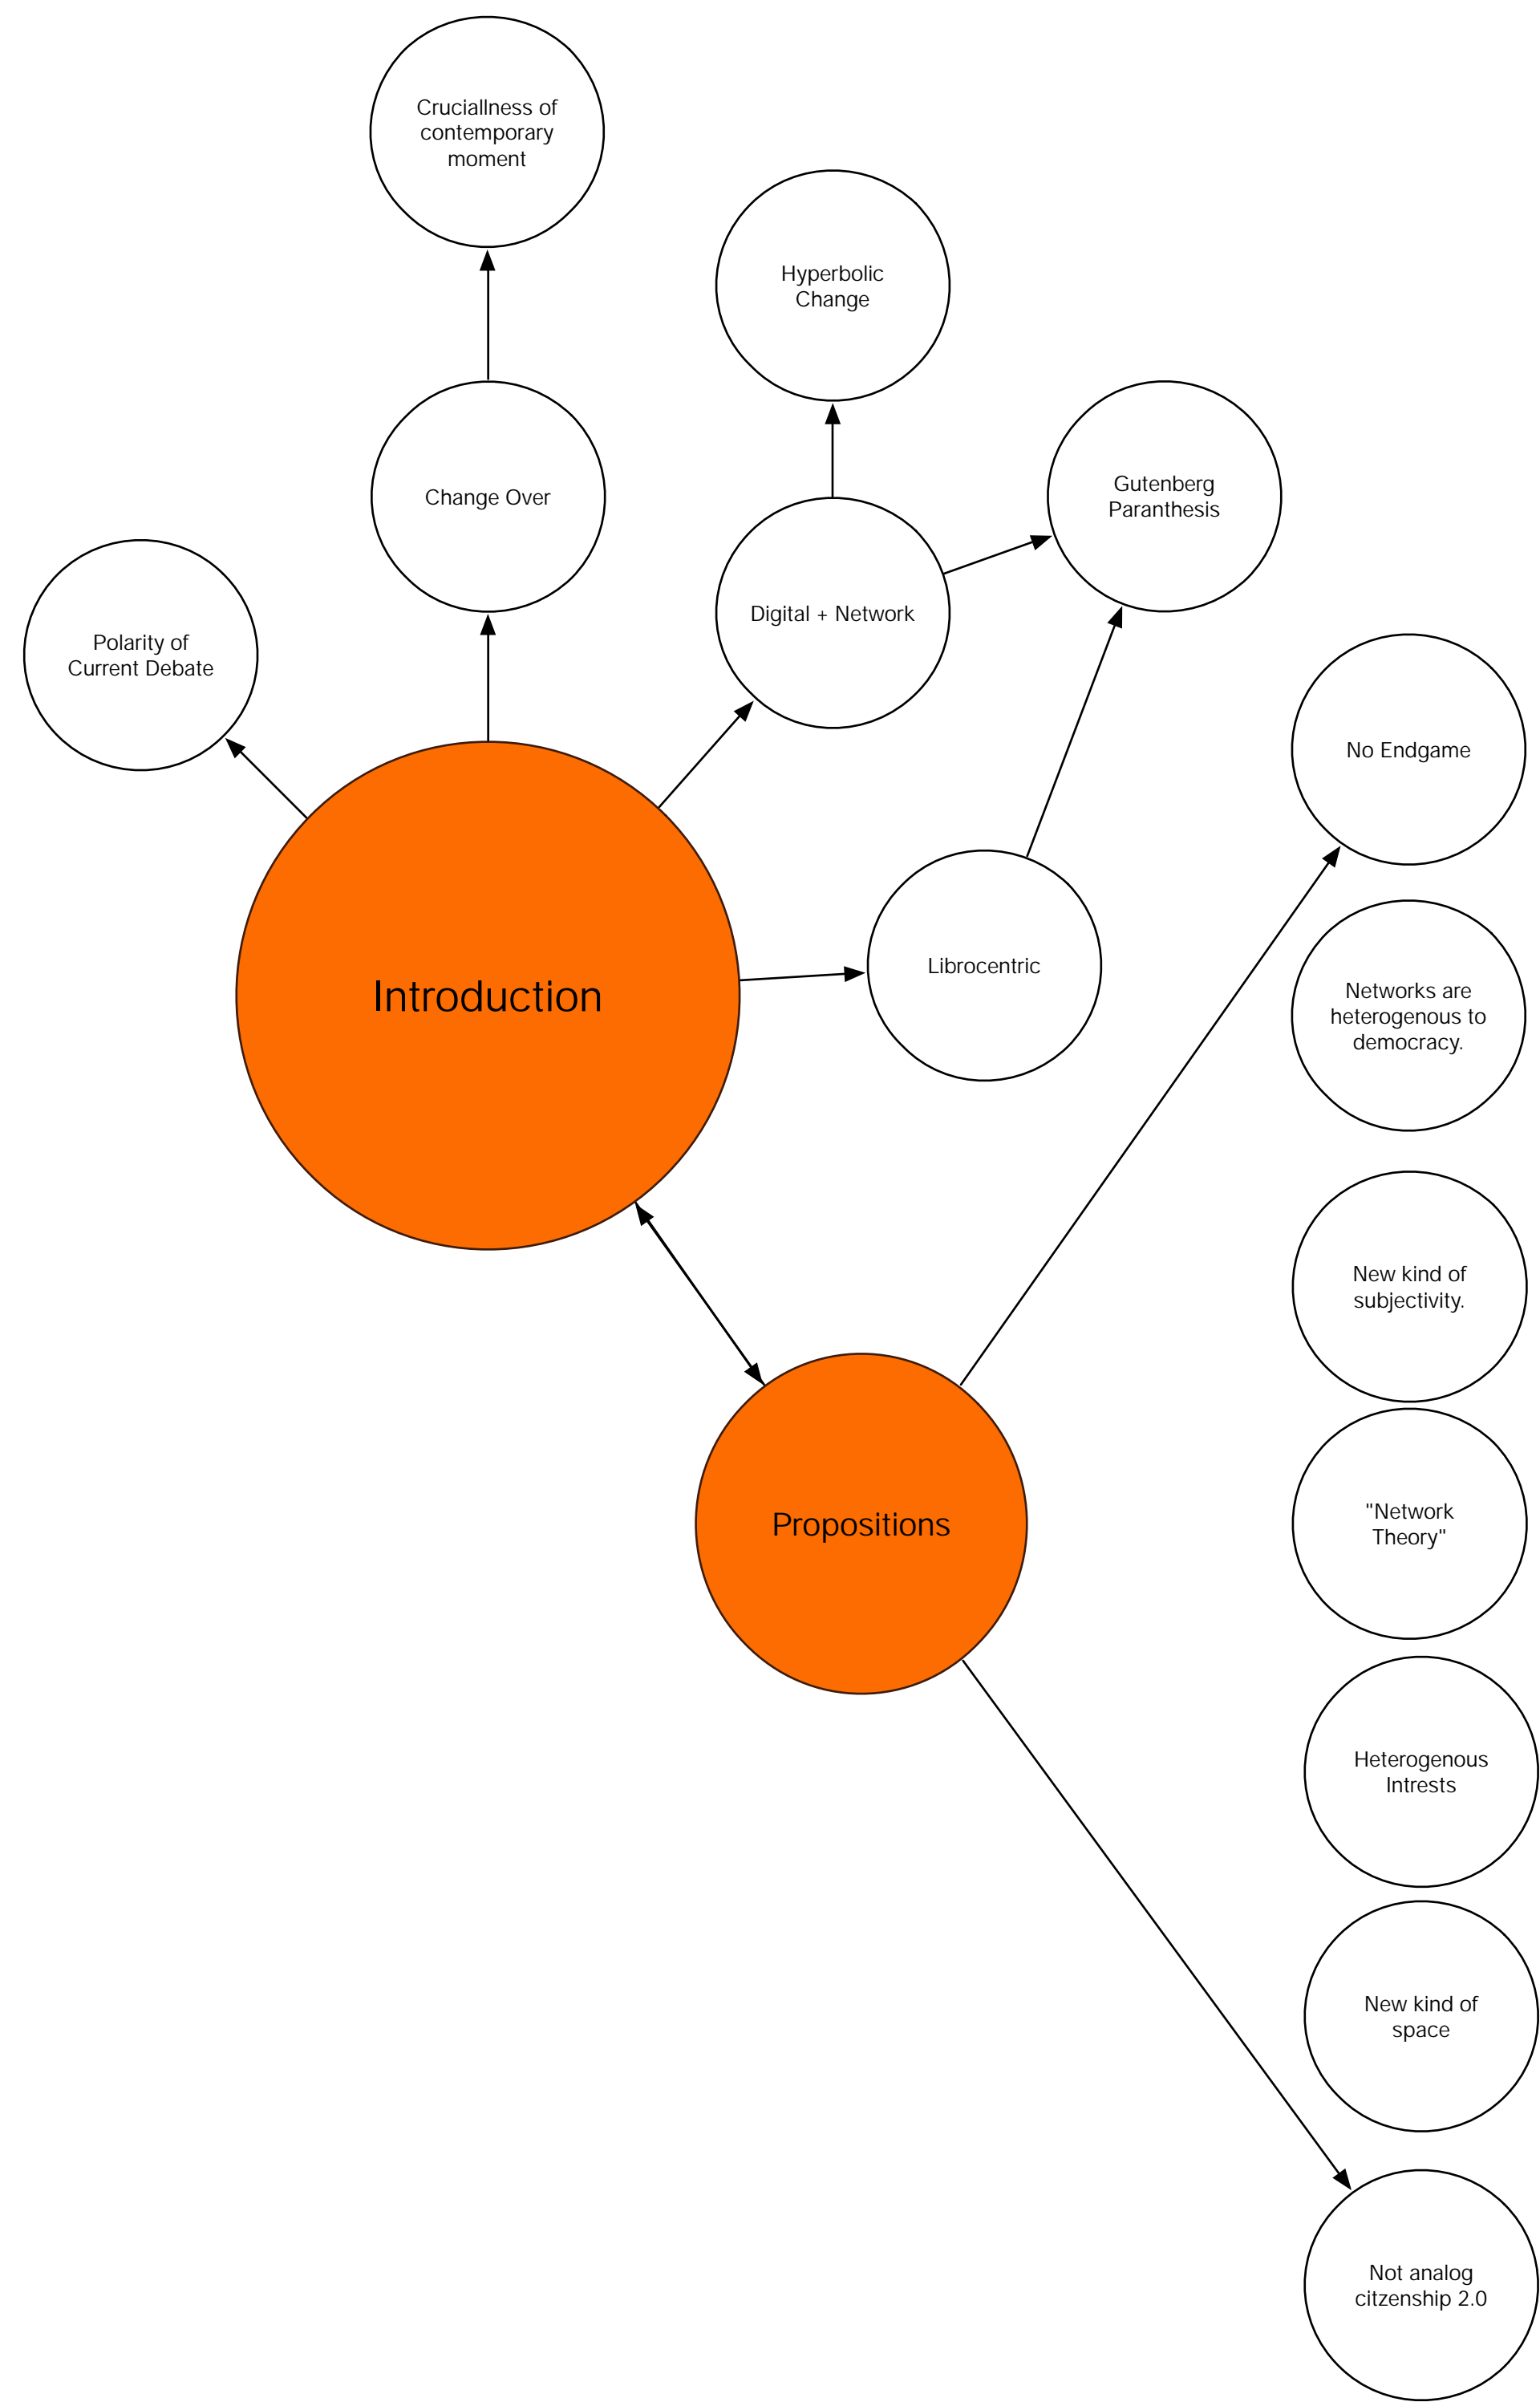 Cruciallness of
contemporary
moment
Hyperbolic
Change
Change Over
Gutenberg
Paranthesis
Digital + Network
Polarity of
Current Debate
No Endgame
Librocentric
Introduction
Networks are
heterogenous to
democracy.
New kind of
subjectivity.
"Network
Theory"
Propositions
Heterogenous
Intrests
New kind of
space
Not analog
citzenship 2.0